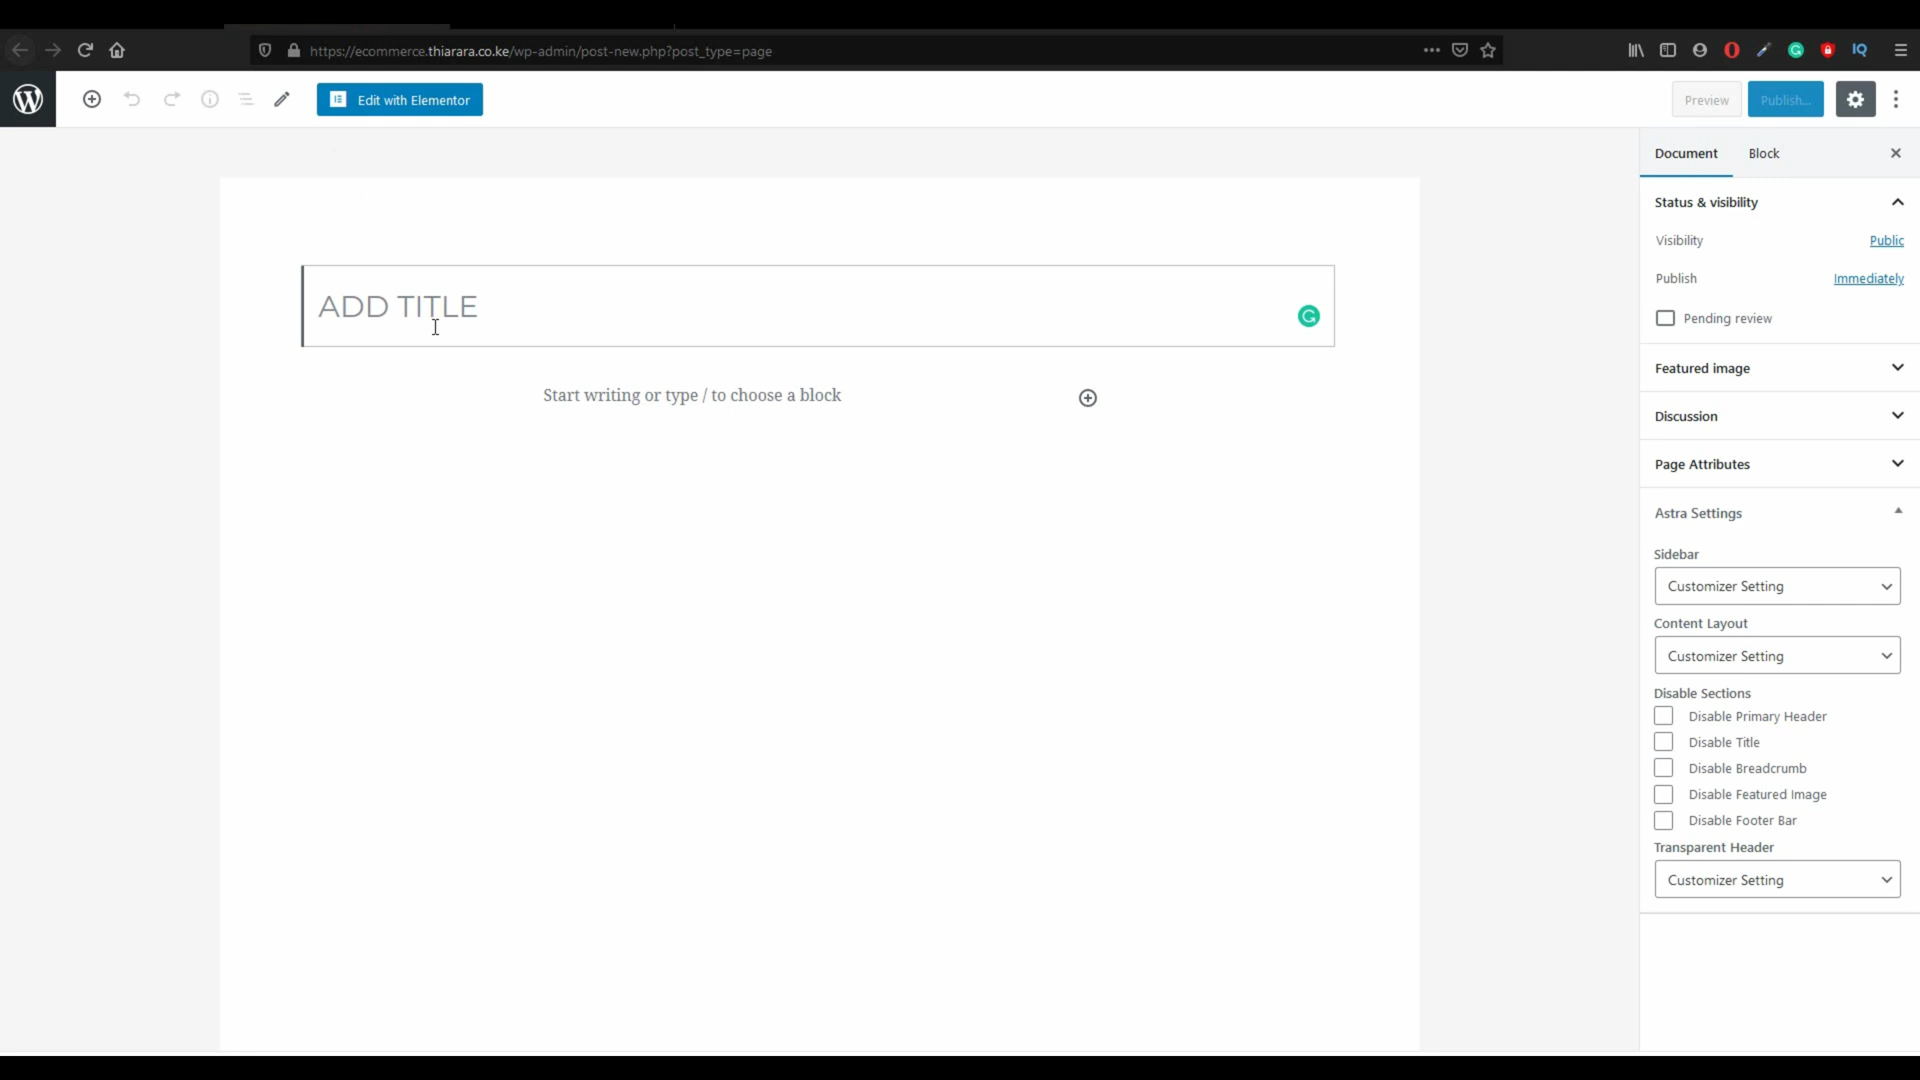 https://ecommerce.thiarara.co.ke/wp-admin/post-new.php?post_type=page
IQ
Edit with Elementor
Preview
Publish...
Document
Block
Status & visibility
Visibility
Public
Publish
Immediately
Pending review
ADD TITLE
Start writing or type / to choose a block
Featured image
Discussion
Page Attributes
Astra Settings
Sidebar
Customizer Setting
Content Layout
Customizer Setting
Disable Sections
Disable Primary Header
Disable Title
Disable Breadcrumb
Disable Featured Image
Disable Footer Bar
Transparent Header
Customizer Setting